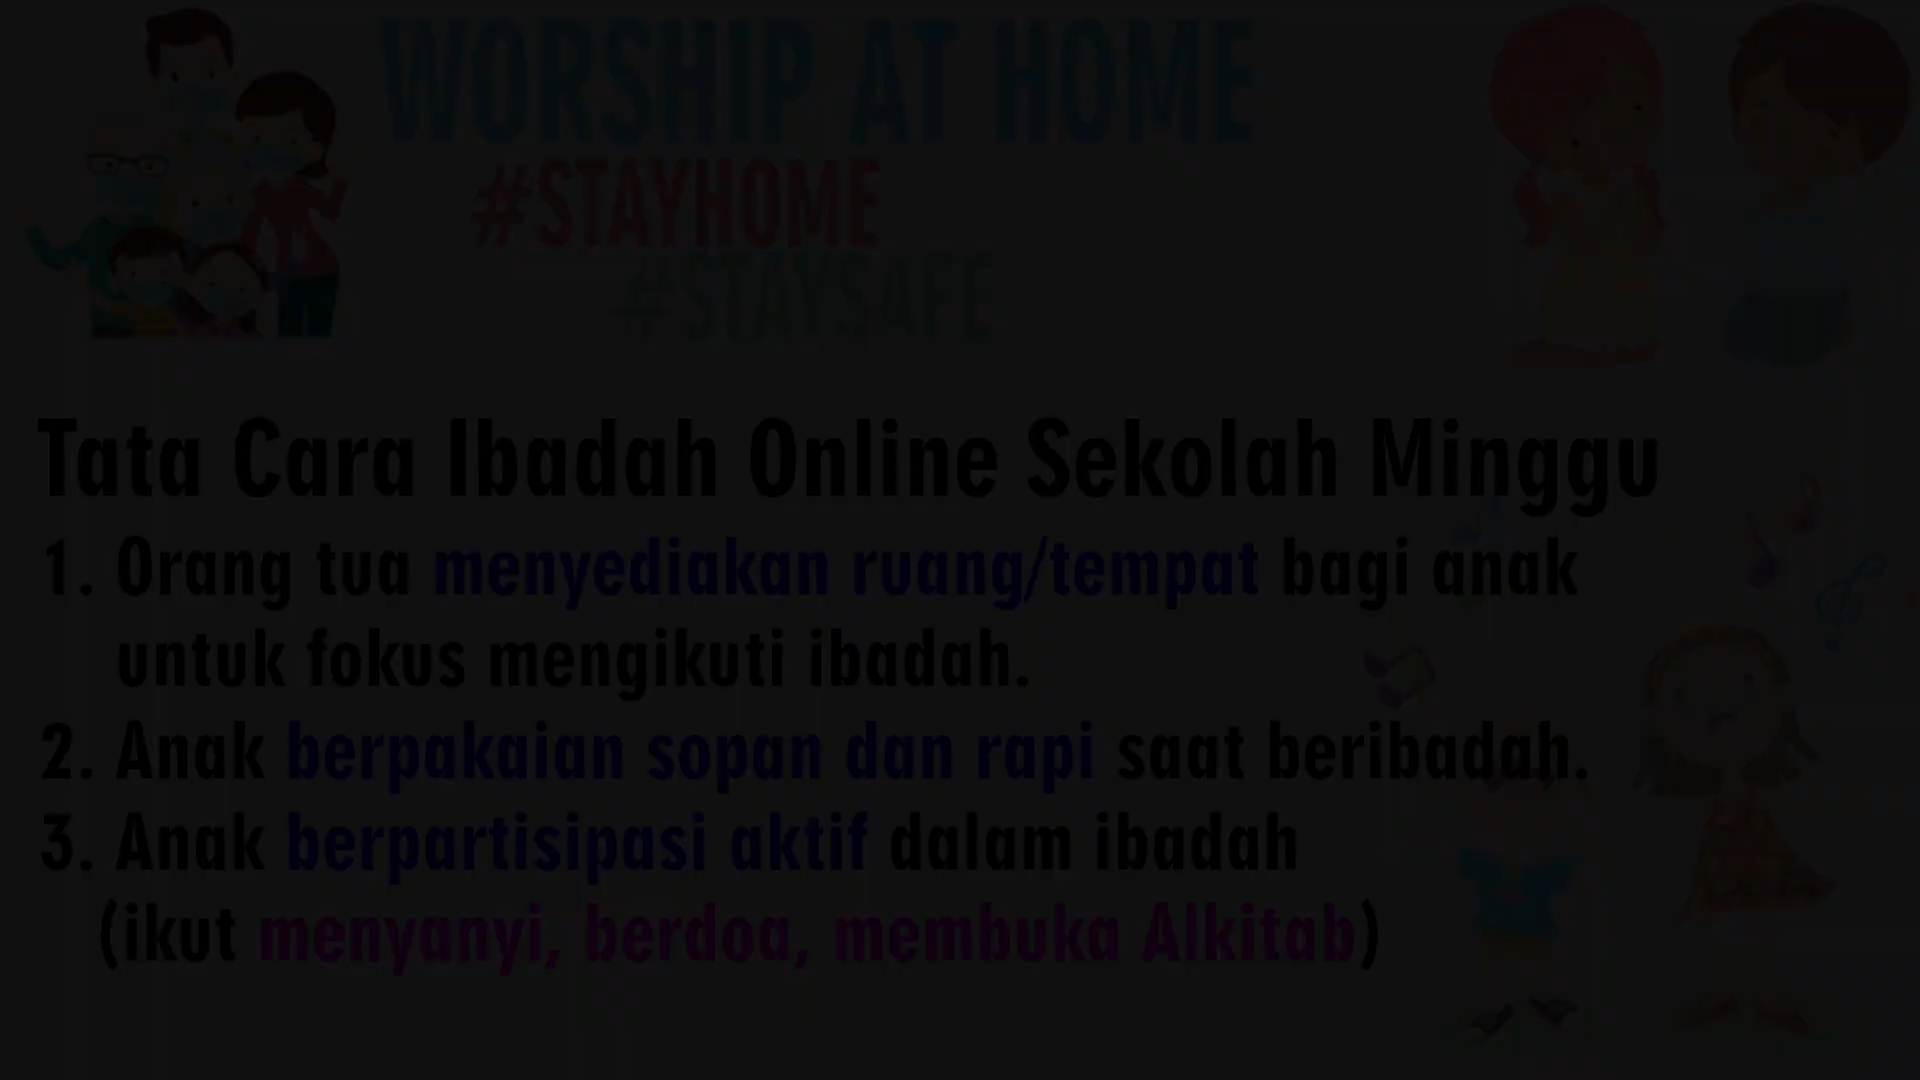 WORSHIP AT HOME
#STAYHOME
#STAYSAFE
Tata Cara Ibadah Online Sekolah Minggu
1. Orang tua menyediakan ruang/tempat bagi anak
untuk fokus mengikuti ibadah.
2. Anak berpakaian sopan dan rapi saat beribadah.
3. Anak berpartisipasi aktif dalam ibadah
(ikut menyanyi, berdoa, membuka Alkitab)